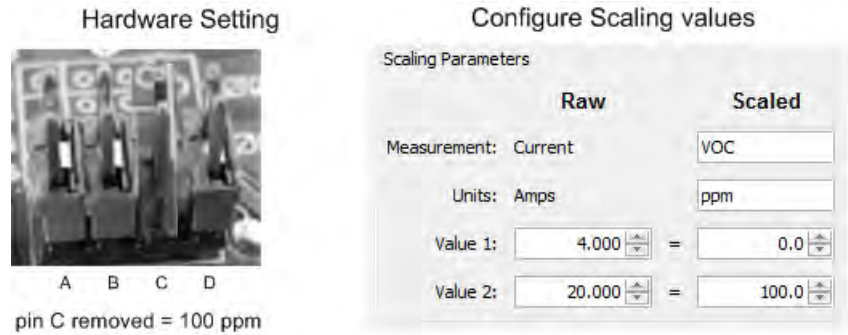 Hardware Setting
A B C D
pin C removed = 100 ppm
Configure Scaling values
Scaling Parameters
Raw Scaled
Measurement: Current VOC
Units: Amps ppm
Value 1: 4.000 = 0.0
Value 2: 20.000 = 100.0